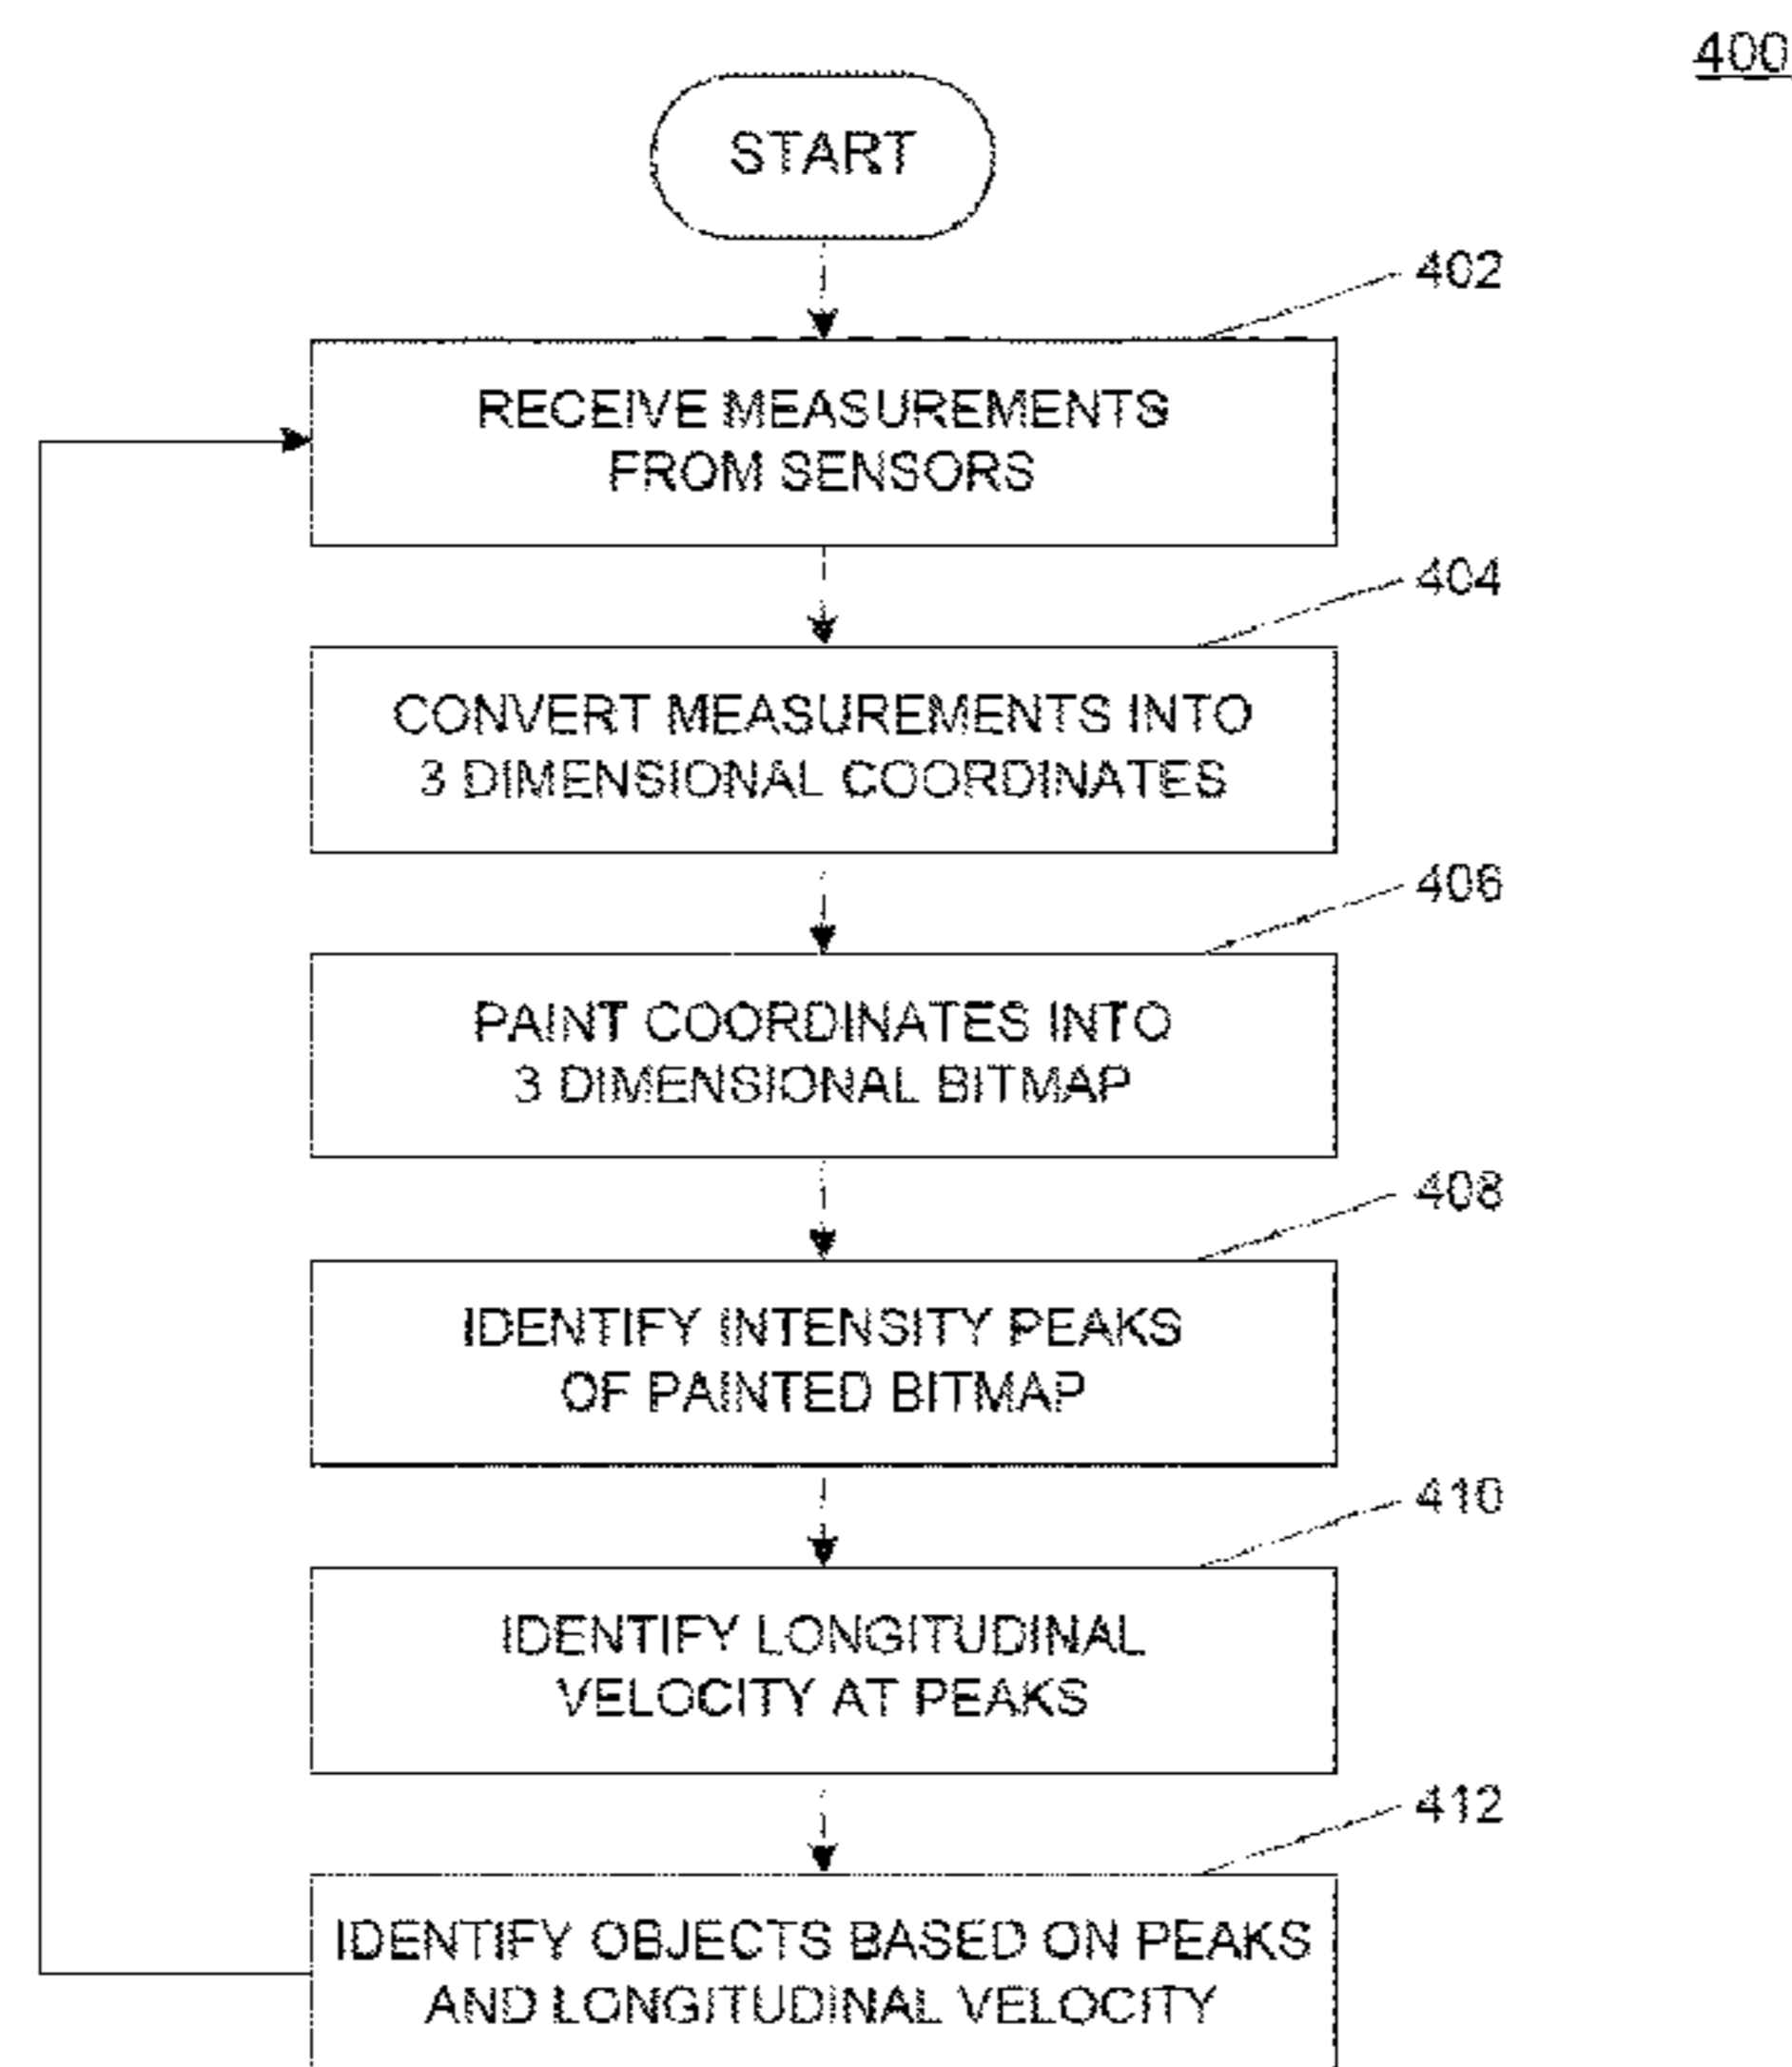 400
START
402
RECEIVE MEASUREMENTS
FROM SENSORS
404
CONVERT MEASUREMENTS INTO
3 DIMENSIONAL COORDINATES
406
PAINT COORDINATES INTO
3 DIMENSIONAL BITMAP
408
IDENTIFY INTENSITY PEAKS
OF PAINTED BITMAP
410
IDENTIFY LONGITUDINAL
VELOCITY AT PEAKS
412
IDENTIFY OBJECTS BASED ON PEAKS
AND LONGITUDINAL VELOCITY